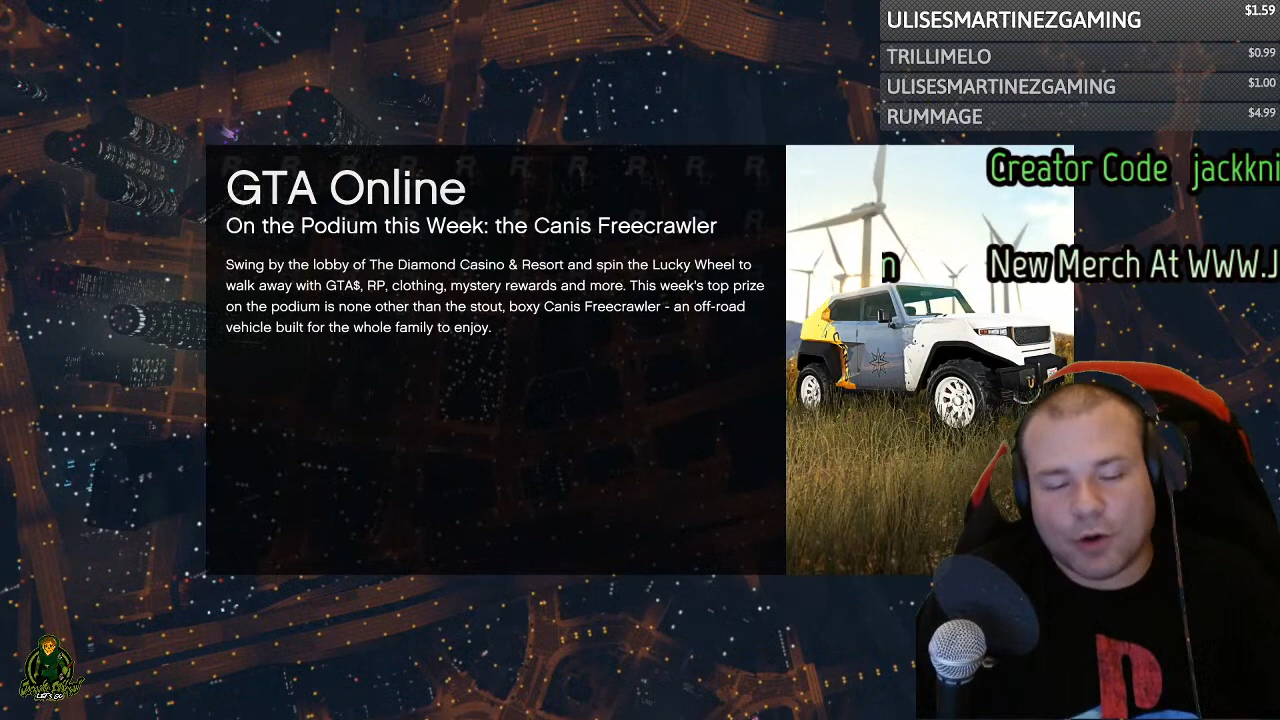 ULISESMARTINEZGAMING $1.59
TRILLIMELO $0.99
ULISESMARTINEZGAMING $1.00
RUMMAGE $4.99
Creator Code jackkni
n New Merch At WWW.J
GTA Online
On the Podium this Week: the Canis Freecrawler
Swing by the lobby of The Diamond Casino & Resort and spin the Lucky Wheel to
walk away with GTA$, RP, clothing, mystery rewards and more. This week's top prize
on the podium is none other than the stout, boxy Canis Freecrawler - an off-road
vehicle built for the whole family to enjoy.
LET'S GO